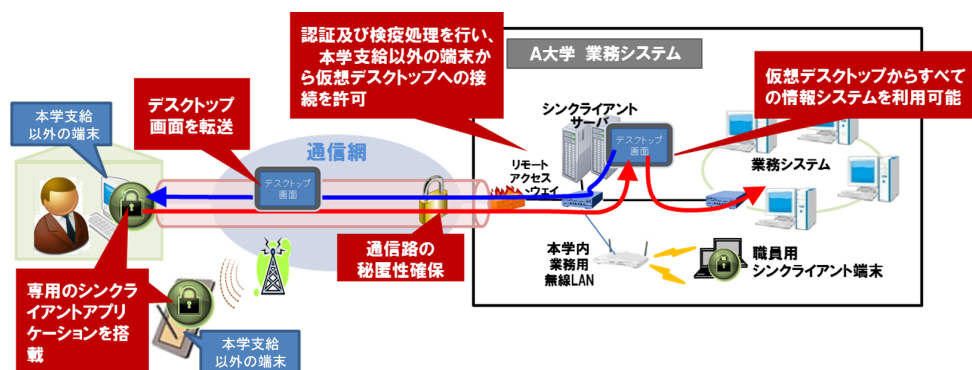 認証及び検疫処理を行い、
本学支給以外の端末か
ら仮想デスクトップへの接
続を許可
A大学 業務システム
仮想デスクトップからすべて
の情報システムを利用可能
デスクトップ
画面を転送
本学支給
以外の端末
シンクライアント
サーバ
デスクトップ
画面
通信網
リモート
アクセス
ウェイ
業務システム
デスクトップ
画面
通信路の
秘匿性確保
本学内
業務用
無線LAN
職員用
シンクライアント端末
専用のシンク
ライアントアプリ
ケーションを搭
載
本学支給
以外の端末